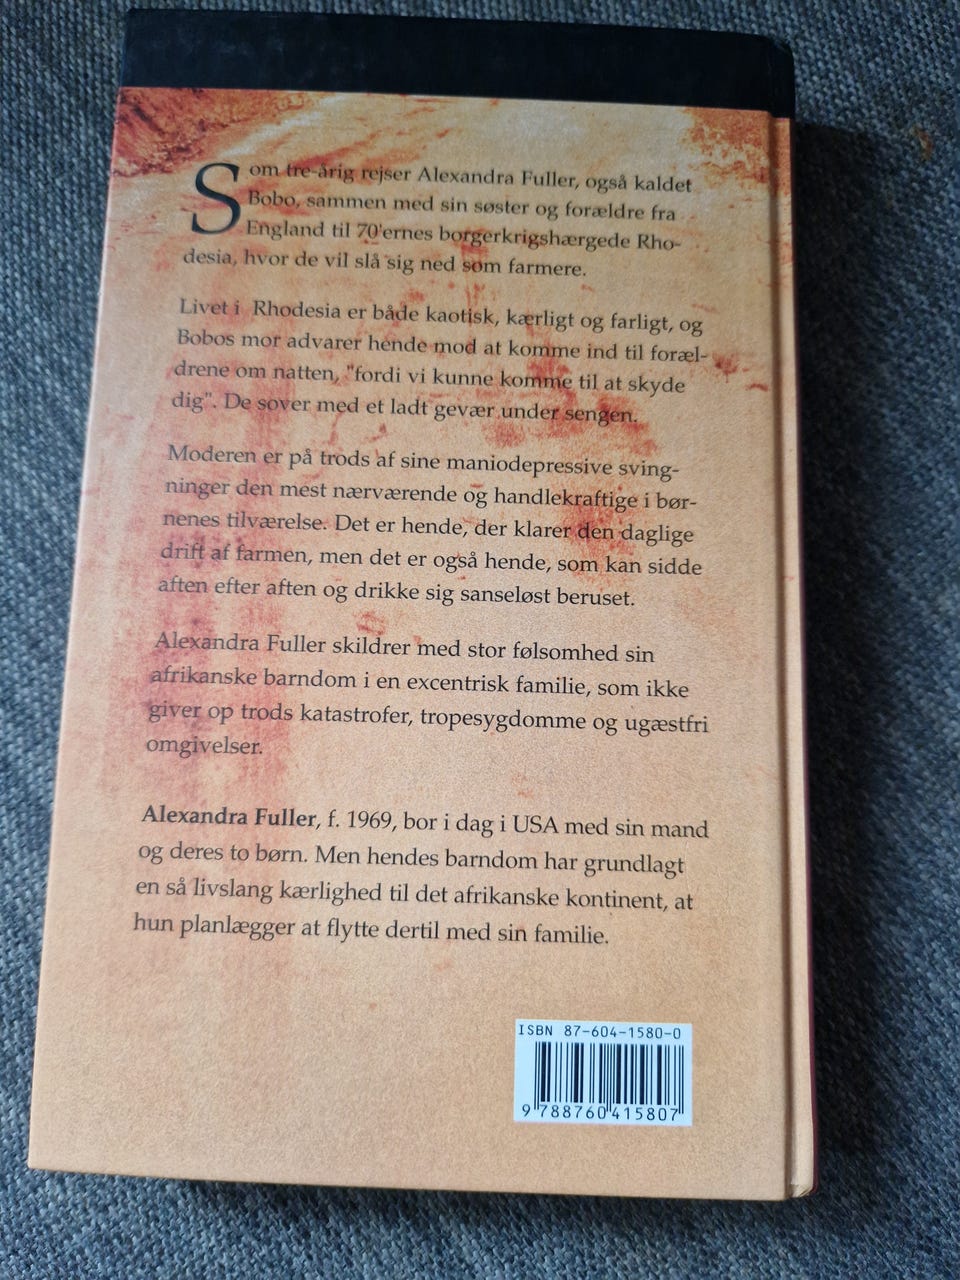 Som tre-årig rejser Alexandra Fuller, også kaldet
Bobo, sammen med sin søster og forældre fra
England til 70'ernes borgerkrigshærgede Rho-
desia, hvor de vil slå sig ned som farmere.
Livet i Rhodesia er både kaotisk, kærligt og farligt, og
Bobos mor advarer hende mod at komme ind til foræl-
drene om natten, "fordi vi kunne komme til at skyde
dig". De sover med et ladt gevær under sengen.
Moderen er på trods af sine maniodepressive sving-
ninger den mest nærværende og handlekraftige i bør-
nenes tilværelse. Det er hende, der klarer den daglige
drift af farmen, men det er også hende, som kan sidde
aften efter aften og drikke sig sanseløst beruset.
Alexandra Fuller skildrer med stor følsomhed sin
afrikanske barndom i en excentrisk familie, som ikke
giver op trods katastrofer, tropesygdomme og ugæstfri
omgivelser.
Alexandra Fuller, f. 1969, bor i dag i USA med sin mand
og deres to børn. Men hendes barndom har grundlagt
en så livslang kærlighed til det afrikanske kontinent, at
hun planlægger at flytte dertil med sin familie.
ISBN 87-604-1580-0
9 788760 415807